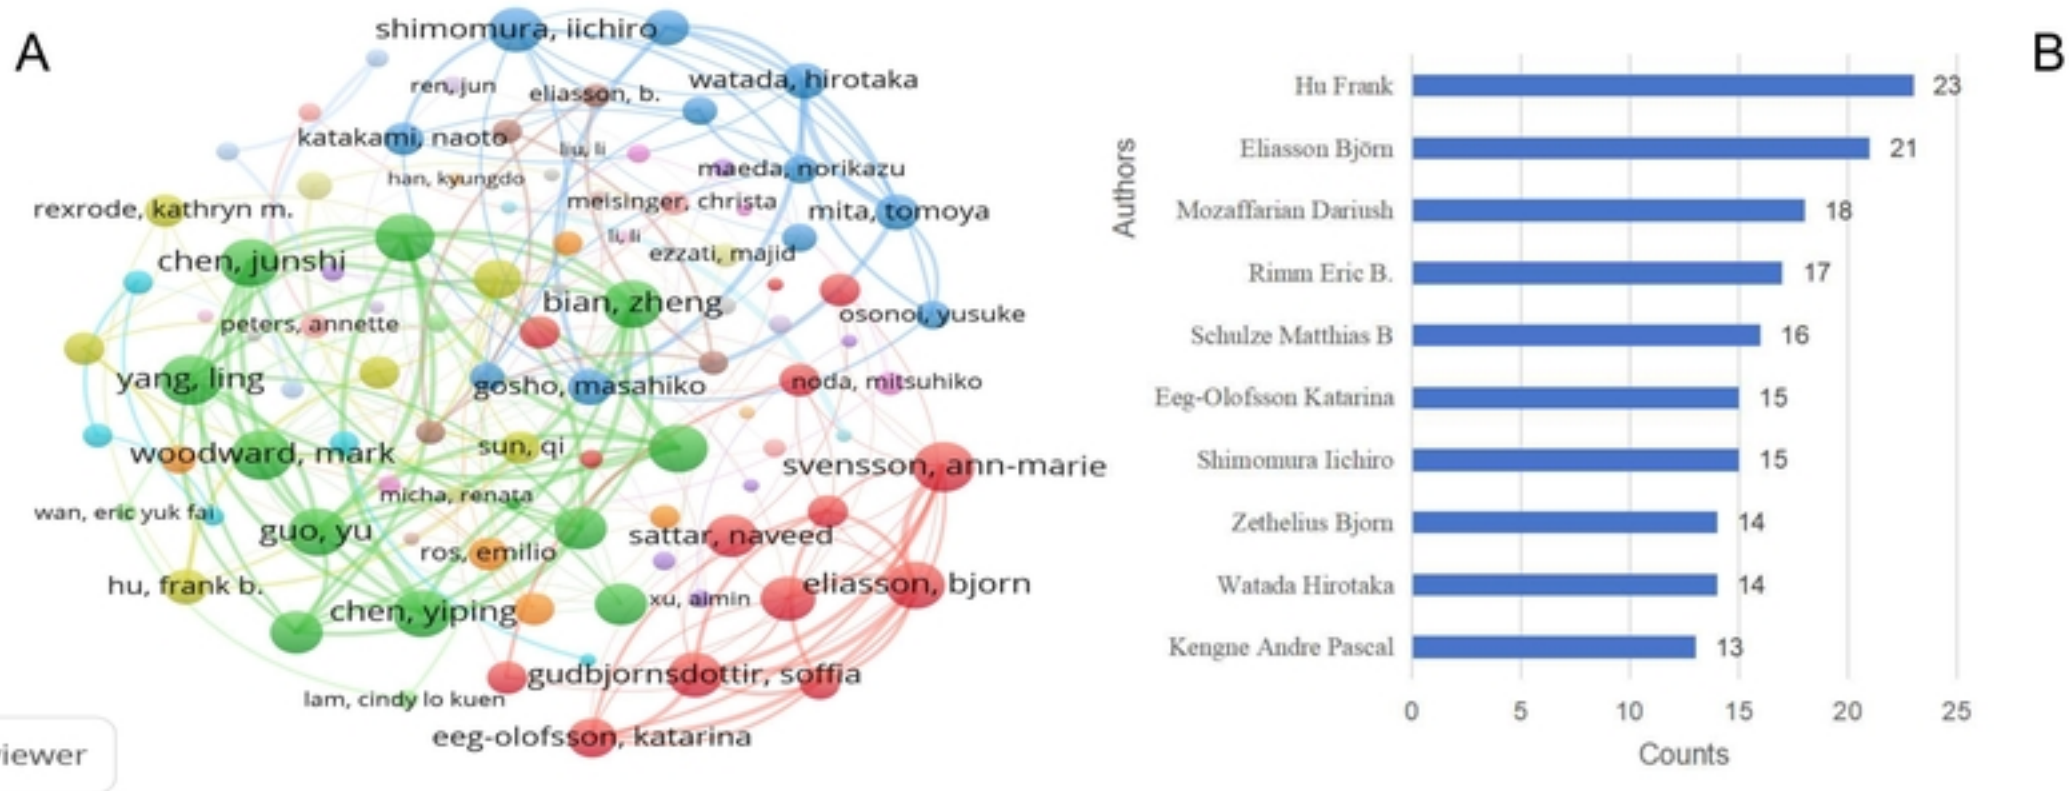 A
shimomura, iichiro
watada, hirotaka
ren, jun
eliasson, b.
katakami, naoto
liu, li
maeda, norikazu
han, kyungdo
meisinger, christa
rexrode, kathryn m.
mita, tomoya
li, li
ezzati, majid
chen, junshi
bian, zheng
osonoi, yusuke
peters, annette
yang, ling
gosho, masahiko
noda, mitsuhiko
sun, qi
woodward, mark
svensson, ann-marie
micha, renata
wan, eric yuk fai
guo, yu
sattar, naveed
ros, emilio
hu, frank b.
eliasson, bjorn
xu, aimin
chen, yiping
gudbjornsdottir, soffia
lam, cindy lo kuen
eeg-olofsson, katarina
iewer
B
Authors
Hu Frank 23
Eliasson Björn 21
Mozaffarian Dariush 18
Rimm Eric B. 17
Schulze Matthias B 16
Eeg-Olofsson Katarina 15
Shimomura Iichiro 15
Zethelius Bjorn 14
Watada Hirotaka 14
Kengne Andre Pascal 13
0 5 10 15 20 25
Counts